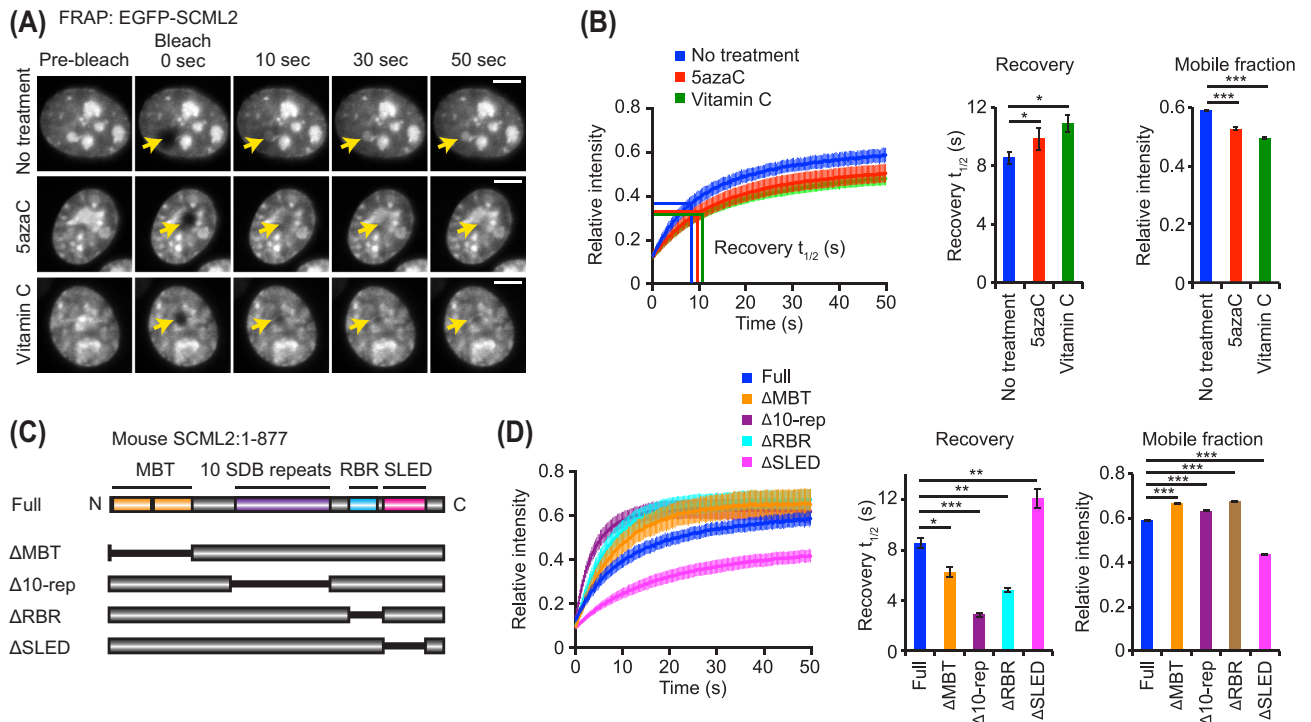 (A)
FRAP: EGFP-SCML2
Pre-bleach
Bleach
0 sec
10 sec
30 sec
50 sec
No treatment
5azaC
Vitamin C
(B)
No treatment
5azaC
Vitamin C
Relative intensity
0.8
0.6
0.4
0.2
0
Recovery t1/2 (s)
0 10 20 30 40 50
Time (s)
Recovery
Recovery t1/2 (s)
12
9
6
3
0
*
*
No treatment
5azaC
Vitamin C
Mobile fraction
Relative intensity
0.6
0.4
0.2
0
***
***
No treatment
5azaC
Vitamin C
(C)
Mouse SCML2:1-877
MBT
10 SDB repeats
RBR
SLED
Full
N
C
ΔMBT
Δ10-rep
ΔRBR
ΔSLED
(D)
Full
ΔMBT
Δ10-rep
ΔRBR
ΔSLED
Relative intensity
0.8
0.6
0.4
0.2
0
0 10 20 30 40 50
Time (s)
Recovery
Recovery t1/2 (s)
12
8
4
0
**
**
***
*
Full
ΔMBT
Δ10-rep
ΔRBR
ΔSLED
Mobile fraction
Relative intensity
0.8
0.6
0.4
0.2
0
***
***
***
***
Full
ΔMBT
Δ10-rep
ΔRBR
ΔSLED